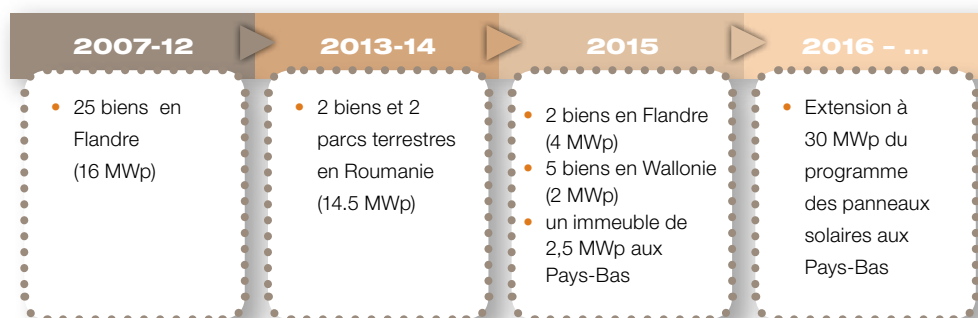 2007-12
2013-14
2015
2016 – ...
• 25 biens en
Flandre
(16 MWp)
• 2 biens et 2
parcs terrestres
en Roumanie
(14.5 MWp)
• 2 biens en Flandre
(4 MWp)
• 5 biens en Wallonie
(2 MWp)
• un immeuble de
2,5 MWp aux
Pays-Bas
• Extension à
30 MWp du
programme
des panneaux
solaires aux
Pays-Bas